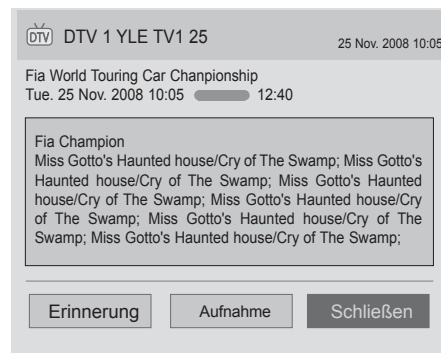 DTV DTV 1 YLE TV1 25 25 Nov. 2008 10:05
Fia World Touring Car Chanpionship
Tue. 25 Nov. 2008 10:05 12:40
Fia Champion
Miss Gotto's Haunted house/Cry of The Swamp; Miss Gotto's
Haunted house/Cry of The Swamp; Miss Gotto's Haunted
house/Cry of The Swamp; Miss Gotto's Haunted house/Cry
of The Swamp; Miss Gotto's Haunted house/Cry of The
Swamp; Miss Gotto's Haunted house/Cry of The Swamp;
Erinnerung Aufnahme Schließen